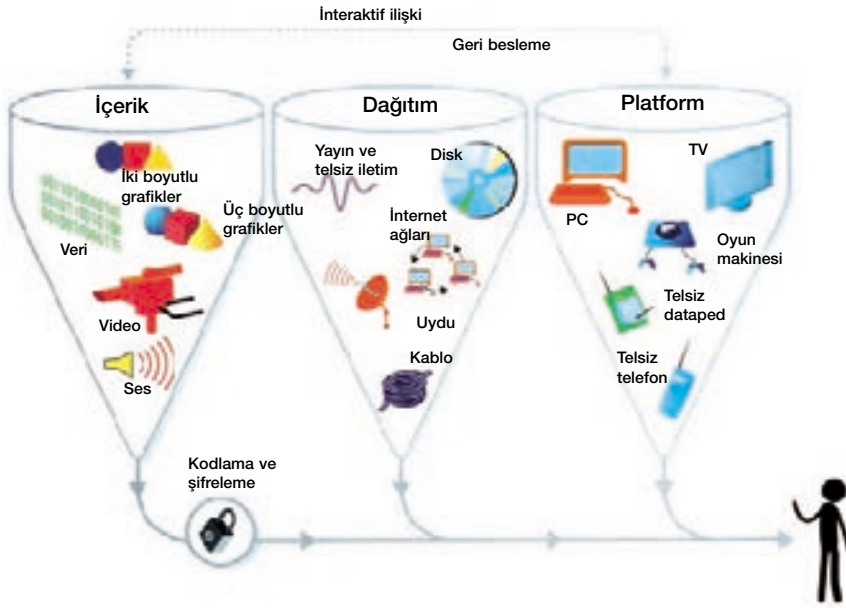 İnteraktif ilişki
Geri besleme
İçerik
İki boyutlu
grafikler
Üç boyutlu
grafikler
Veri
Video
Ses
Dağıtım
Yayın ve
telsiz iletim
Disk
İnternet
ağları
Uydu
Kablo
Platform
TV
PC
Oyun
makinesi
Telsiz
dataped
Telsiz
telefon
Kodlama ve
şifreleme